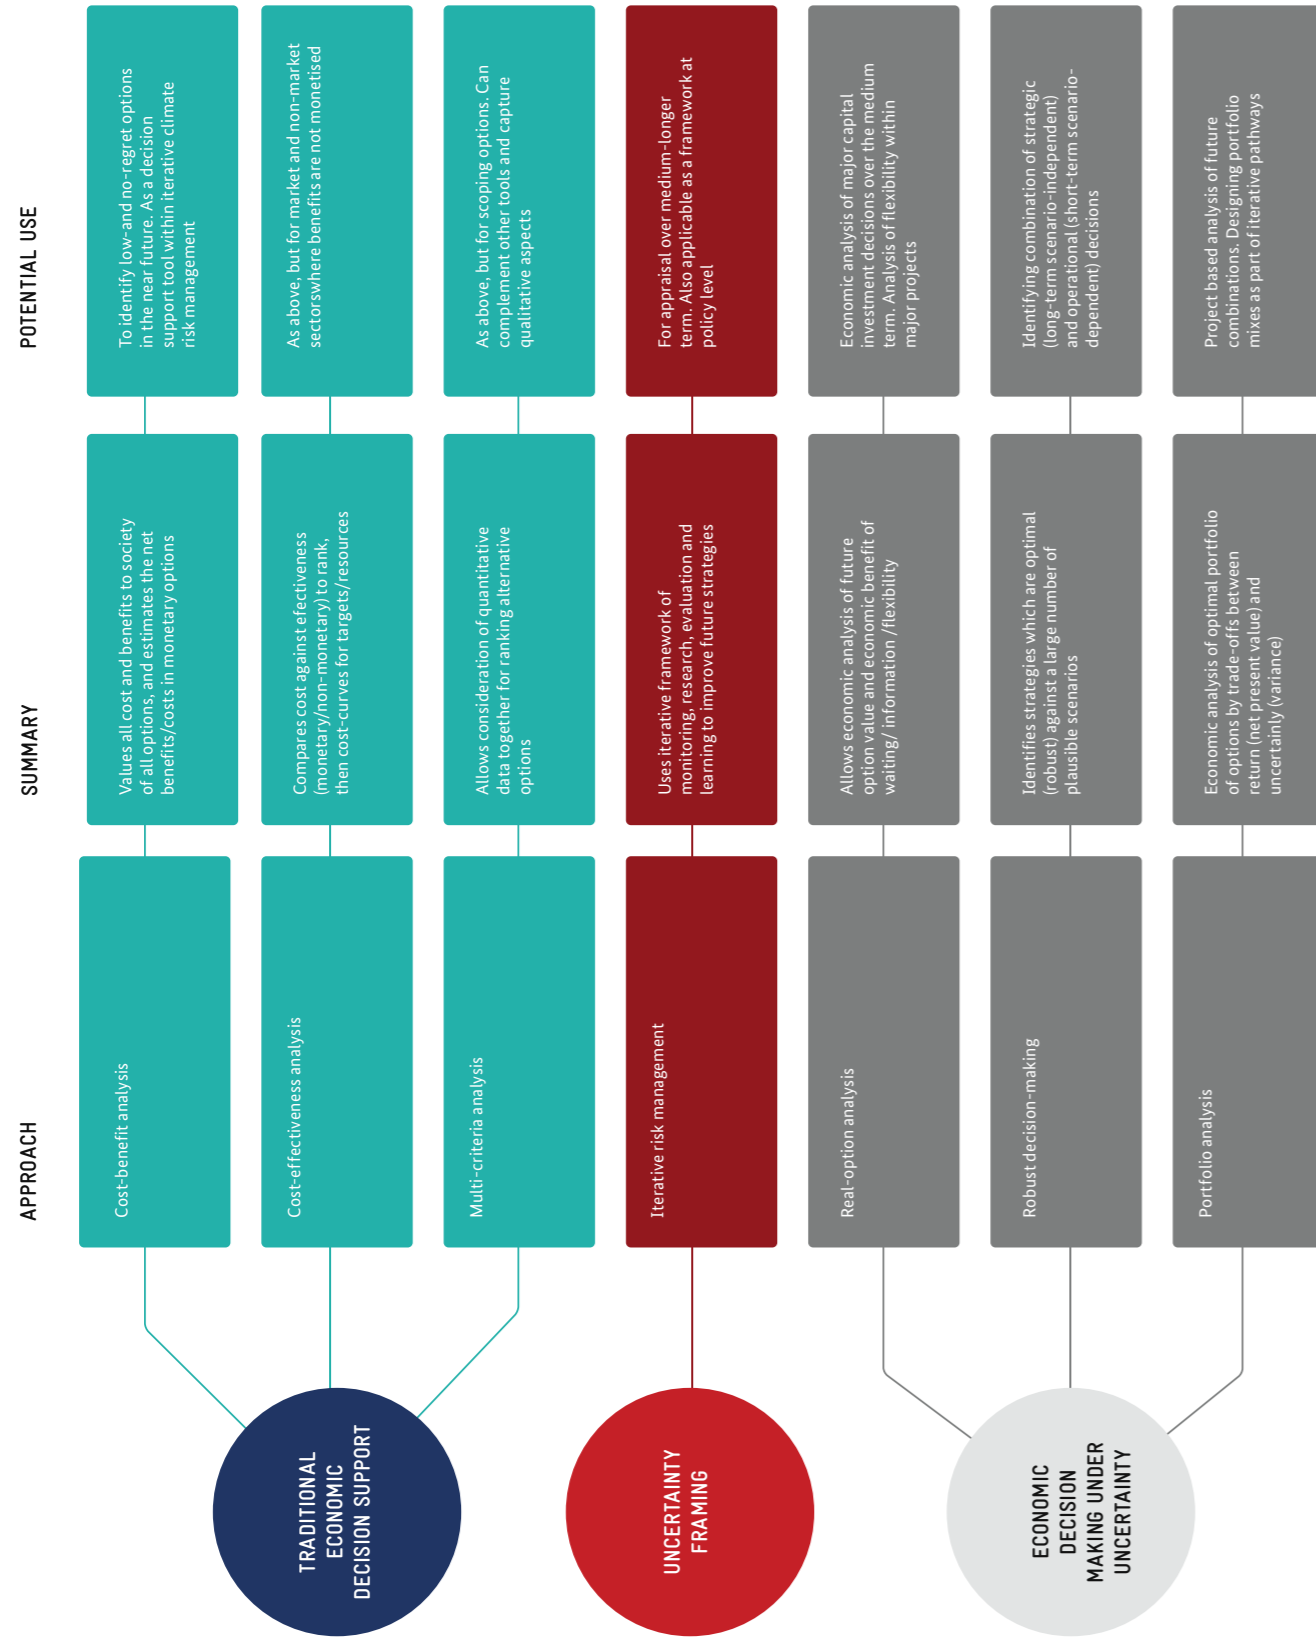 APPROACH
SUMMARY
POTENTIAL USE
TRADITIONAL
ECONOMIC
DECISION SUPPORT
Cost-benefit analysis
Values all cost and benefits to society
of all options, and estimates the net
benefits/costs in monetary options
To identify low-and no-regret options
in the near future. As a decision
support tool within iterative climate
risk management
Cost-effectiveness analysis
Compares cost against efectiveness
(monetary/non-monetary) to rank,
then cost-curves for targets/resources
As above, but for market and non-market
sectorswhere benefits are not monetised
Multi-criteria analysis
Allows consideration of quantitative
data together for ranking alternative
options
As above, but for scoping options. Can
complement other tools and capture
qualitative aspects
UNCERTAINTY
FRAMING
Iterative risk management
Uses iterative framework of
monitoring, research, evaluation and
learning to improve future strategies
For appraisal over medium-longer
term. Also applicable as a framework at
policy level
ECONOMIC
DECISION
MAKING UNDER
UNCERTAINTY
Real-option analysis
Allows economic analysis of future
option value and economic benefit of
waiting/ information /flexibility
Economic analysis of major capital
investment decisions over the medium
term. Analysis of flexibility within
major projects
Robust decision-making
Identifies strategies which are optimal
(robust) against a large number of
plausible scenarios
Identifying combination of strategic
(long-term scenario-independent)
and operational (short-term scenario-
dependent) decisions
Portfolio analysis
Economic analysis of optimal portfolio
of options by trade-offs between
return (net present value) and
uncertainly (variance)
Project based analysis of future
combinations. Designing portfolio
mixes as part of iterative pathways